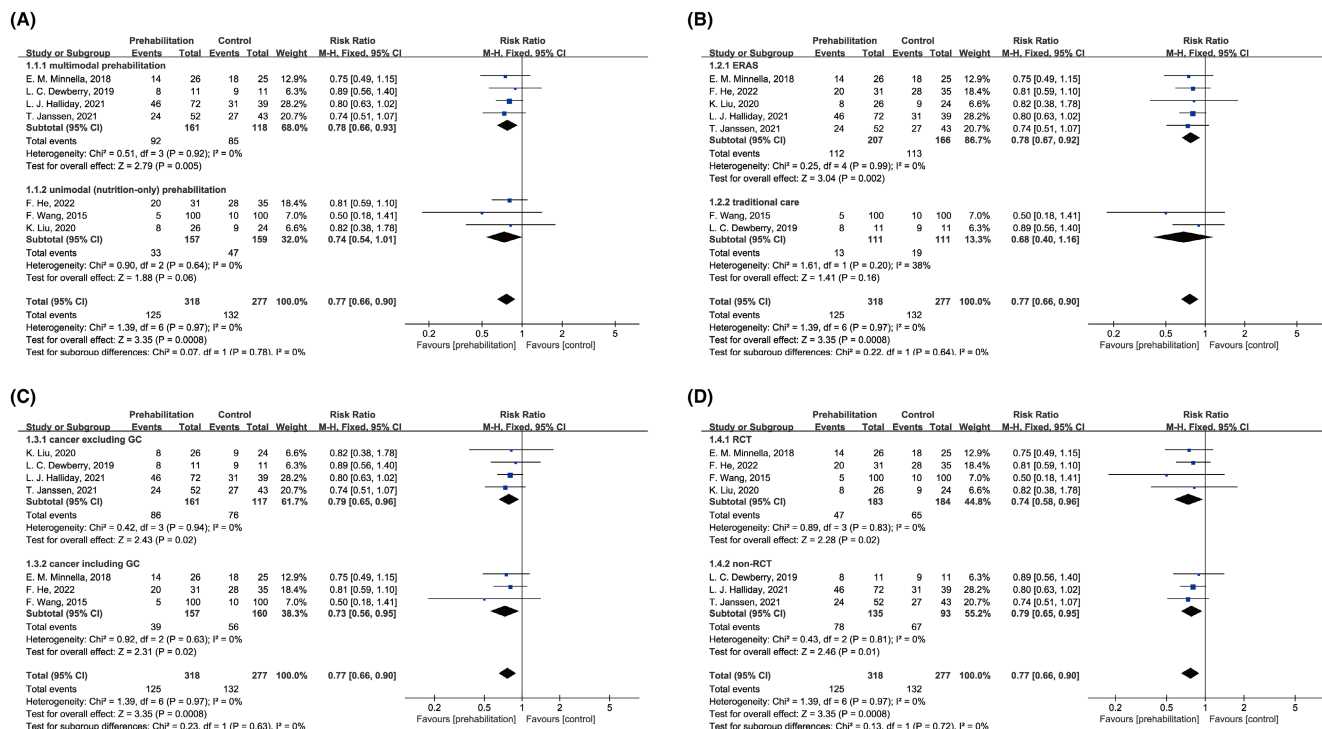 (A)
Prehabilitation Control Risk Ratio Risk Ratio
Study or Subgroup Events Total Events Total Weight M-H, Fixed, 95% CI M-H, Fixed, 95% CI
1.1.1 multimodal prehabilitation
E. M. Minnella, 2018 14 26 18 25 12.9% 0.75 [0.49, 1.15]
L. C. Dewberry, 2019 8 11 9 11 6.3% 0.89 [0.56, 1.40]
L. J. Halliday, 2021 46 72 31 39 28.2% 0.80 [0.63, 1.02]
T. Janssen, 2021 24 52 27 43 20.7% 0.74 [0.51, 1.07]
Subtotal (95% CI) 161 118 68.0% 0.78 [0.66, 0.93]
Total events 92 85
Heterogeneity: Chi² = 0.51, df = 3 (P = 0.92); I² = 0%
Test for overall effect: Z = 2.79 (P = 0.005)
1.1.2 unimodal (nutrition-only) prehabilitation
F. He, 2022 20 31 28 35 18.4% 0.81 [0.59, 1.10]
F. Wang, 2015 5 100 10 100 7.0% 0.50 [0.18, 1.41]
K. Liu, 2020 8 26 9 24 6.6% 0.82 [0.38, 1.78]
Subtotal (95% CI) 157 159 32.0% 0.74 [0.54, 1.01]
Total events 33 47
Heterogeneity: Chi² = 0.90, df = 2 (P = 0.64); I² = 0%
Test for overall effect: Z = 1.88 (P = 0.06)
Total (95% CI) 318 277 100.0% 0.77 [0.66, 0.90]
Total events 125 132
Heterogeneity: Chi² = 1.39, df = 6 (P = 0.97); I² = 0%
Test for overall effect: Z = 3.35 (P = 0.0008)
Test for subgroup differences: Chi² = 0.07, df = 1 (P = 0.78), I² = 0%
0.2 0.5 1 2 5
Favours [prehabilitation] Favours [control]
(B)
Prehabilitation Control Risk Ratio Risk Ratio
Study or Subgroup Events Total Events Total Weight M-H, Fixed, 95% CI M-H, Fixed, 95% CI
1.2.1 ERAS
E. M. Minnella, 2018 14 26 18 25 12.9% 0.75 [0.49, 1.15]
F. He, 2022 20 31 28 35 18.4% 0.81 [0.59, 1.10]
K. Liu, 2020 8 26 9 24 6.6% 0.82 [0.38, 1.78]
L. J. Halliday, 2021 46 72 31 39 28.2% 0.80 [0.63, 1.02]
T. Janssen, 2021 24 52 27 43 20.7% 0.74 [0.51, 1.07]
Subtotal (95% CI) 207 166 86.7% 0.78 [0.67, 0.92]
Total events 112 113
Heterogeneity: Chi² = 0.25, df = 4 (P = 0.99); I² = 0%
Test for overall effect: Z = 3.04 (P = 0.002)
1.2.2 traditional care
F. Wang, 2015 5 100 10 100 7.0% 0.50 [0.18, 1.41]
L. C. Dewberry, 2019 8 11 9 11 6.3% 0.89 [0.56, 1.40]
Subtotal (95% CI) 111 111 13.3% 0.68 [0.40, 1.16]
Total events 13 19
Heterogeneity: Chi² = 1.61, df = 1 (P = 0.20); I² = 38%
Test for overall effect: Z = 1.41 (P = 0.16)
Total (95% CI) 318 277 100.0% 0.77 [0.66, 0.90]
Total events 125 132
Heterogeneity: Chi² = 1.39, df = 6 (P = 0.97); I² = 0%
Test for overall effect: Z = 3.35 (P = 0.0008)
Test for subgroup differences: Chi² = 0.22, df = 1 (P = 0.64), I² = 0%
0.2 0.5 1 2 5
Favours [prehabilitation] Favours [control]
(C)
Prehabilitation Control Risk Ratio Risk Ratio
Study or Subgroup Events Total Events Total Weight M-H, Fixed, 95% CI M-H, Fixed, 95% CI
1.3.1 cancer excluding GC
K. Liu, 2020 8 26 9 24 6.6% 0.82 [0.38, 1.78]
L. C. Dewberry, 2019 8 11 9 11 6.3% 0.89 [0.56, 1.40]
L. J. Halliday, 2021 46 72 31 39 28.2% 0.80 [0.63, 1.02]
T. Janssen, 2021 24 52 27 43 20.7% 0.74 [0.51, 1.07]
Subtotal (95% CI) 161 117 61.7% 0.79 [0.65, 0.96]
Total events 86 76
Heterogeneity: Chi² = 0.42, df = 3 (P = 0.94); I² = 0%
Test for overall effect: Z = 2.43 (P = 0.02)
1.3.2 cancer including GC
E. M. Minnella, 2018 14 26 18 25 12.9% 0.75 [0.49, 1.15]
F. He, 2022 20 31 28 35 18.4% 0.81 [0.59, 1.10]
F. Wang, 2015 5 100 10 100 7.0% 0.50 [0.18, 1.41]
Subtotal (95% CI) 157 160 38.3% 0.73 [0.56, 0.95]
Total events 39 56
Heterogeneity: Chi² = 0.92, df = 2 (P = 0.63); I² = 0%
Test for overall effect: Z = 2.31 (P = 0.02)
Total (95% CI) 318 277 100.0% 0.77 [0.66, 0.90]
Total events 125 132
Heterogeneity: Chi² = 1.39, df = 6 (P = 0.97); I² = 0%
Test for overall effect: Z = 3.35 (P = 0.0008)
Test for subgroup differences: Chi² = 0.23, df = 1 (P = 0.63), I² = 0%
0.2 0.5 1 2 5
Favours [prehabilitation] Favours [control]
(D)
Prehabilitation Control Risk Ratio Risk Ratio
Study or Subgroup Events Total Events Total Weight M-H, Fixed, 95% CI M-H, Fixed, 95% CI
1.4.1 RCT
E. M. Minnella, 2018 14 26 18 25 12.9% 0.75 [0.49, 1.15]
F. He, 2022 20 31 28 35 18.4% 0.81 [0.59, 1.10]
F. Wang, 2015 5 100 10 100 7.0% 0.50 [0.18, 1.41]
K. Liu, 2020 8 26 9 24 6.6% 0.82 [0.38, 1.78]
Subtotal (95% CI) 183 184 44.8% 0.74 [0.58, 0.96]
Total events 47 65
Heterogeneity: Chi² = 0.89, df = 3 (P = 0.83); I² = 0%
Test for overall effect: Z = 2.28 (P = 0.02)
1.4.2 non-RCT
L. C. Dewberry, 2019 8 11 9 11 6.3% 0.89 [0.56, 1.40]
L. J. Halliday, 2021 46 72 31 39 28.2% 0.80 [0.63, 1.02]
T. Janssen, 2021 24 52 27 43 20.7% 0.74 [0.51, 1.07]
Subtotal (95% CI) 135 93 55.2% 0.79 [0.65, 0.95]
Total events 78 67
Heterogeneity: Chi² = 0.43, df = 2 (P = 0.81); I² = 0%
Test for overall effect: Z = 2.46 (P = 0.01)
Total (95% CI) 318 277 100.0% 0.77 [0.66, 0.90]
Total events 125 132
Heterogeneity: Chi² = 1.39, df = 6 (P = 0.97); I² = 0%
Test for overall effect: Z = 3.35 (P = 0.0008)
Test for subgroup differences: Chi² = 0.13, df = 1 (P = 0.72), I² = 0%
0.2 0.5 1 2 5
Favours [prehabilitation] Favours [control]